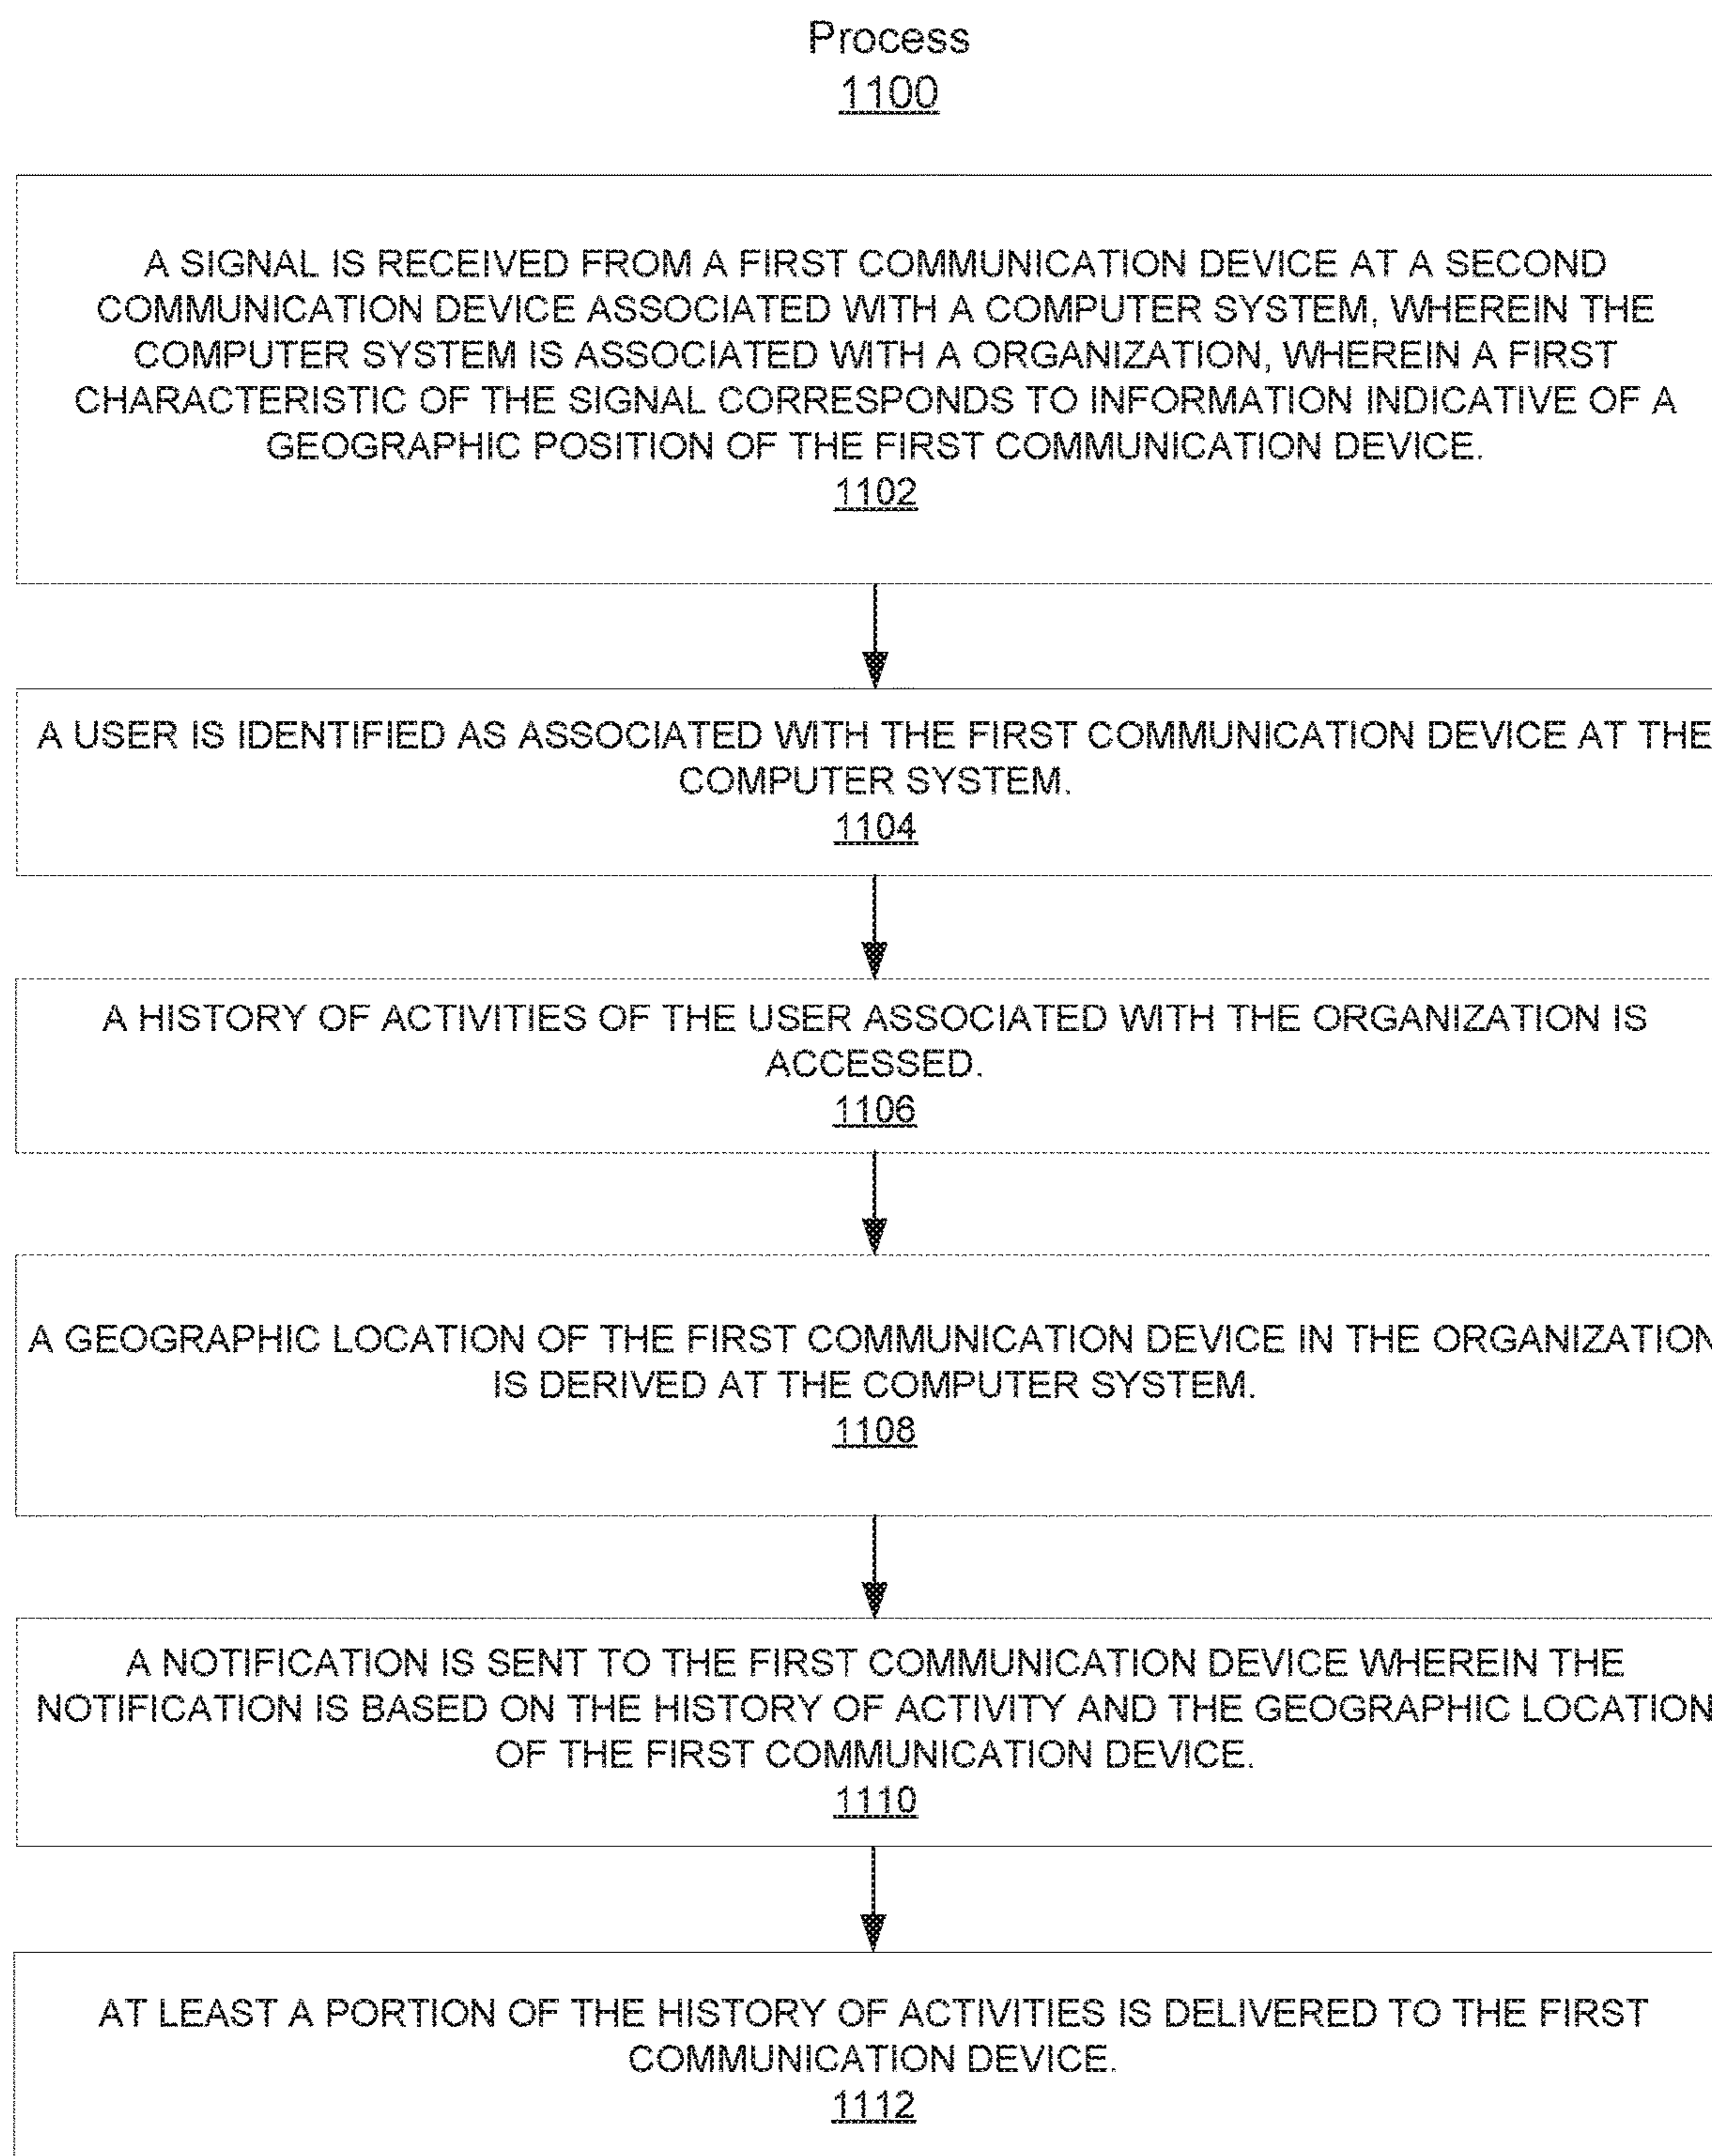 Process
1100
A SIGNAL IS RECEIVED FROM A FIRST COMMUNICATION DEVICE AT A SECOND
COMMUNICATION DEVICE ASSOCIATED WITH A COMPUTER SYSTEM, WHEREIN THE
COMPUTER SYSTEM IS ASSOCIATED WITH A ORGANIZATION, WHEREIN A FIRST
CHARACTERISTIC OF THE SIGNAL CORRESPONDS TO INFORMATION INDICATIVE OF A
GEOGRAPHIC POSITION OF THE FIRST COMMUNICATION DEVICE.
1102
A USER IS IDENTIFIED AS ASSOCIATED WITH THE FIRST COMMUNICATION DEVICE AT THE
COMPUTER SYSTEM.
1104
A HISTORY OF ACTIVITIES OF THE USER ASSOCIATED WITH THE ORGANIZATION IS
ACCESSED.
1106
A GEOGRAPHIC LOCATION OF THE FIRST COMMUNICATION DEVICE IN THE ORGANIZATION
IS DERIVED AT THE COMPUTER SYSTEM.
1108
A NOTIFICATION IS SENT TO THE FIRST COMMUNICATION DEVICE WHEREIN THE
NOTIFICATION IS BASED ON THE HISTORY OF ACTIVITY AND THE GEOGRAPHIC LOCATION
OF THE FIRST COMMUNICATION DEVICE.
1110
AT LEAST A PORTION OF THE HISTORY OF ACTIVITIES IS DELIVERED TO THE FIRST
COMMUNICATION DEVICE.
1112